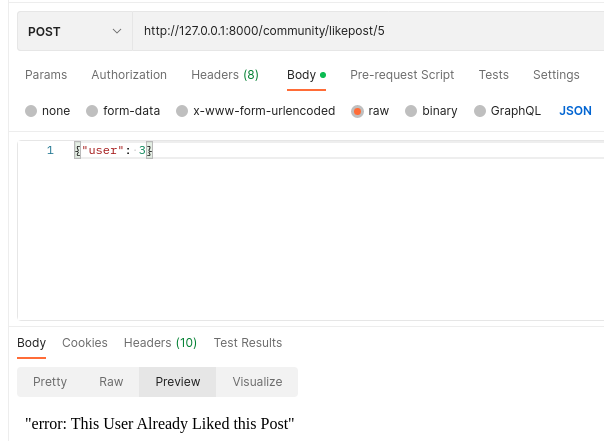 POST http://127.0.0.1:8000/community/likepost/5
Params Authorization Headers (8) Body Pre-request Script Tests Settings
none form-data x-www-form-urlencoded raw binary GraphQL JSON
1 {"user": 3}
Body Cookies Headers (10) Test Results
Pretty Raw Preview Visualize
"error: This User Already Liked this Post"